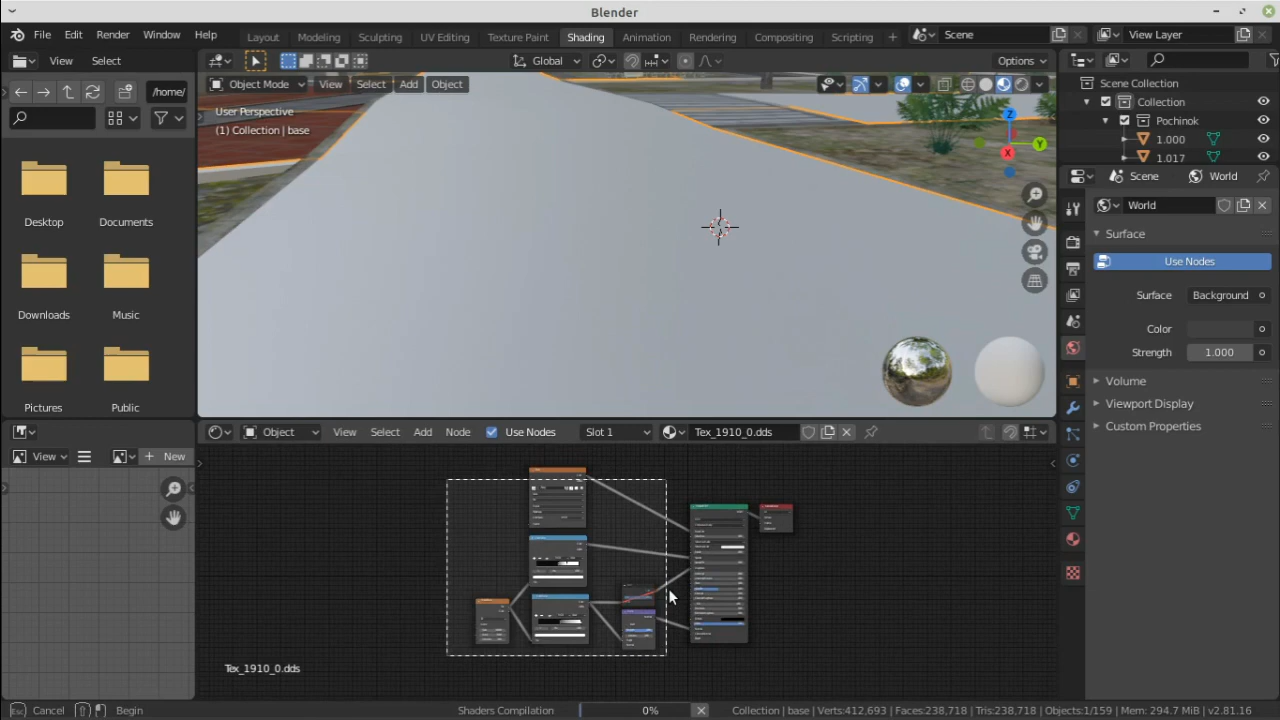 Blender
File Edit Render Window Help
Layout Modeling Sculpting UV Editing Texture Paint Shading Animation Rendering Compositing Scripting + Scene View Layer
View Select
Global Options
/home/
Object Mode View Select Add Object
User Perspective
(1) Collection | base
Z
Y
X
Scene Collection
Collection
Pochinok
1.000
1.017
Scene World
World
Surface
Use Nodes
Surface Background
Color
Strength 1.000
Volume
Viewport Display
Custom Properties
Desktop Documents
Downloads Music
Pictures Public
View New
Object View Select Add Node Use Nodes Slot 1 Tex_1910_0.dds
Tex_1910_0.dds
Esc Cancel Begin Shaders Compilation 0% Collection | base | Verts:412,693 | Faces:238,718 | Tris:238,718 | Objects:1/159 | Mem: 294.7 MiB | v2.81.16